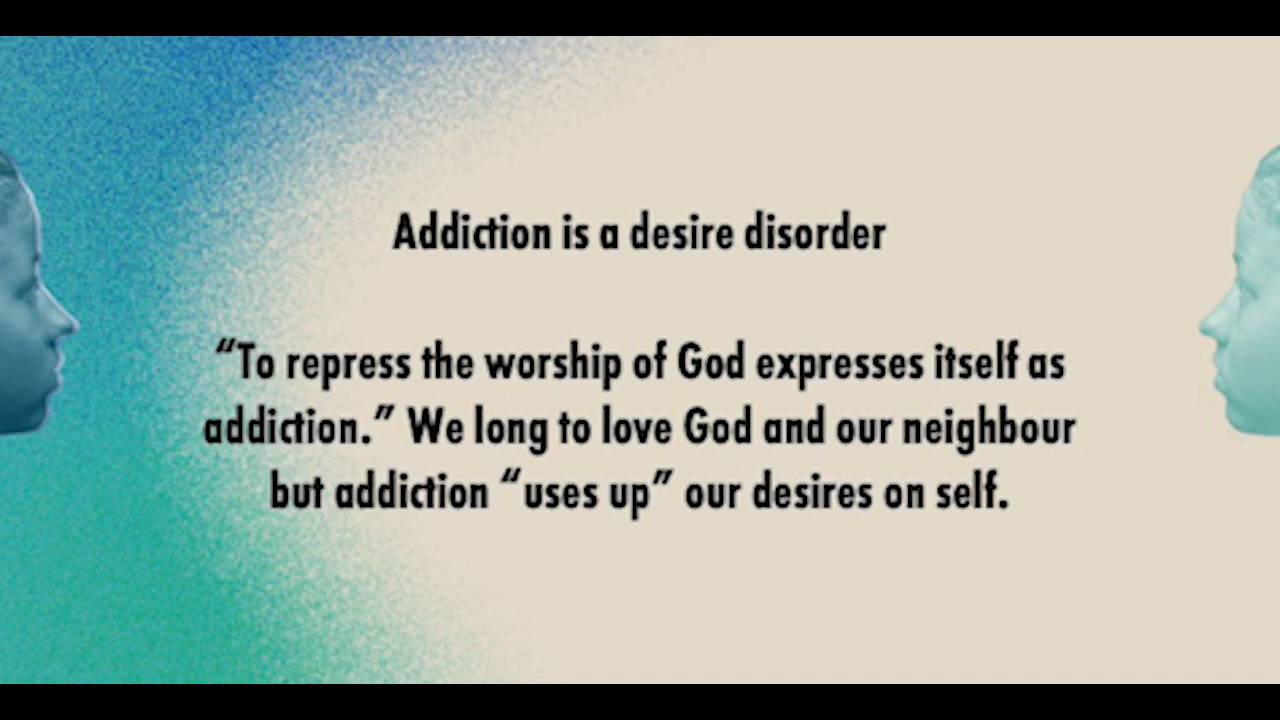 Addiction is a desire disorder
“To repress the worship of God expresses itself as
addiction.” We long to love God and our neighbour
but addiction “uses up” our desires on self.